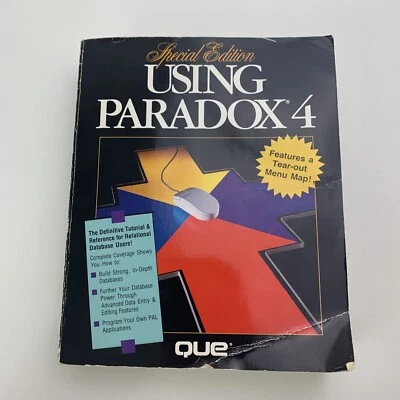 Special Edition
USING
PARADOX® 4
Features a
Tear-out
Menu Map!
The Definitive Tutorial &
Reference for Relational
Database Users!
Complete Coverage Shows
You How to:
Build Strong, In-Depth
Databases
Further Your Database
Power Through
Advanced Data Entry &
Editing Features
Program Your Own PAL
Applications
QUE®